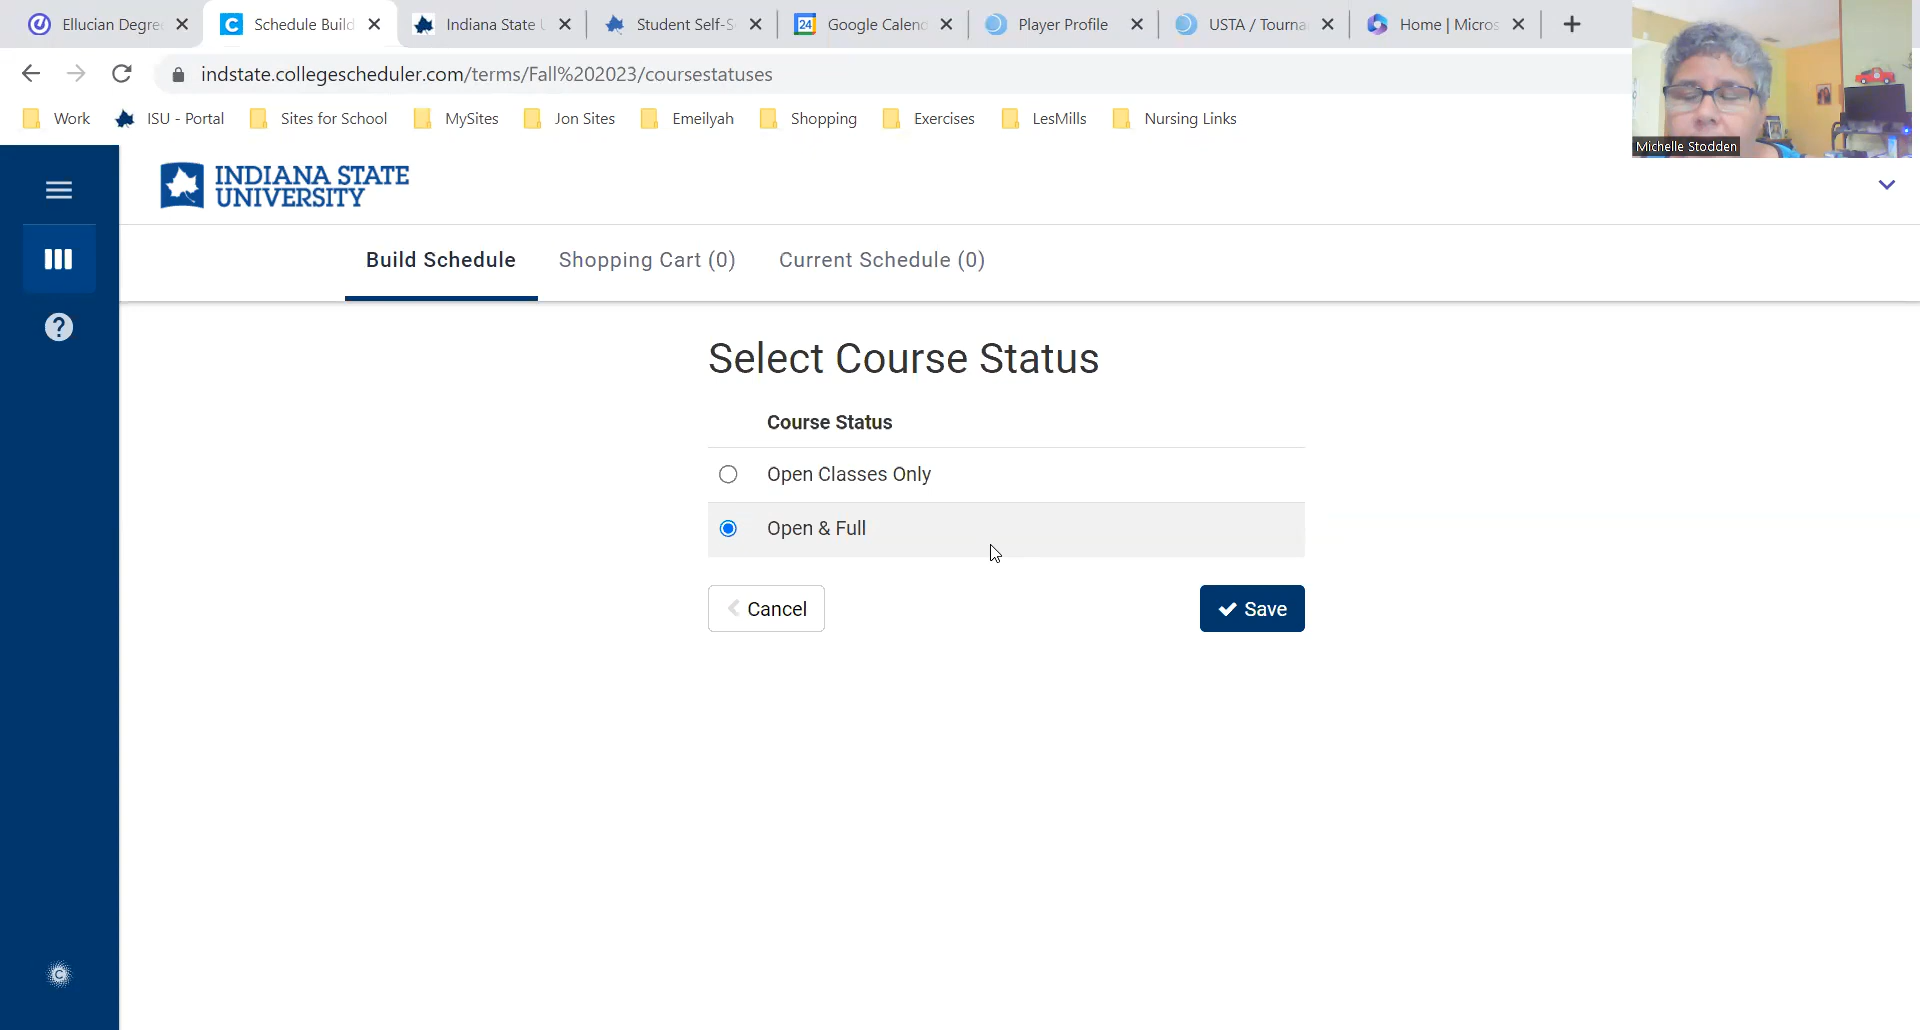 Ellucian Degre
Schedule Build
Indiana State
Student Self-S
Google Calend
Player Profile
USTA / Tourna
Home | Micros
indstate.collegescheduler.com/terms/Fall%202023/coursestatuses
Work
ISU - Portal
Sites for School
MySites
Jon Sites
Emeilyah
Shopping
Exercises
LesMills
Nursing Links
Michelle Stodden
INDIANA STATE
UNIVERSITY
Build Schedule
Shopping Cart (0)
Current Schedule (0)
Select Course Status
Course Status
Open Classes Only
Open & Full
Cancel
Save